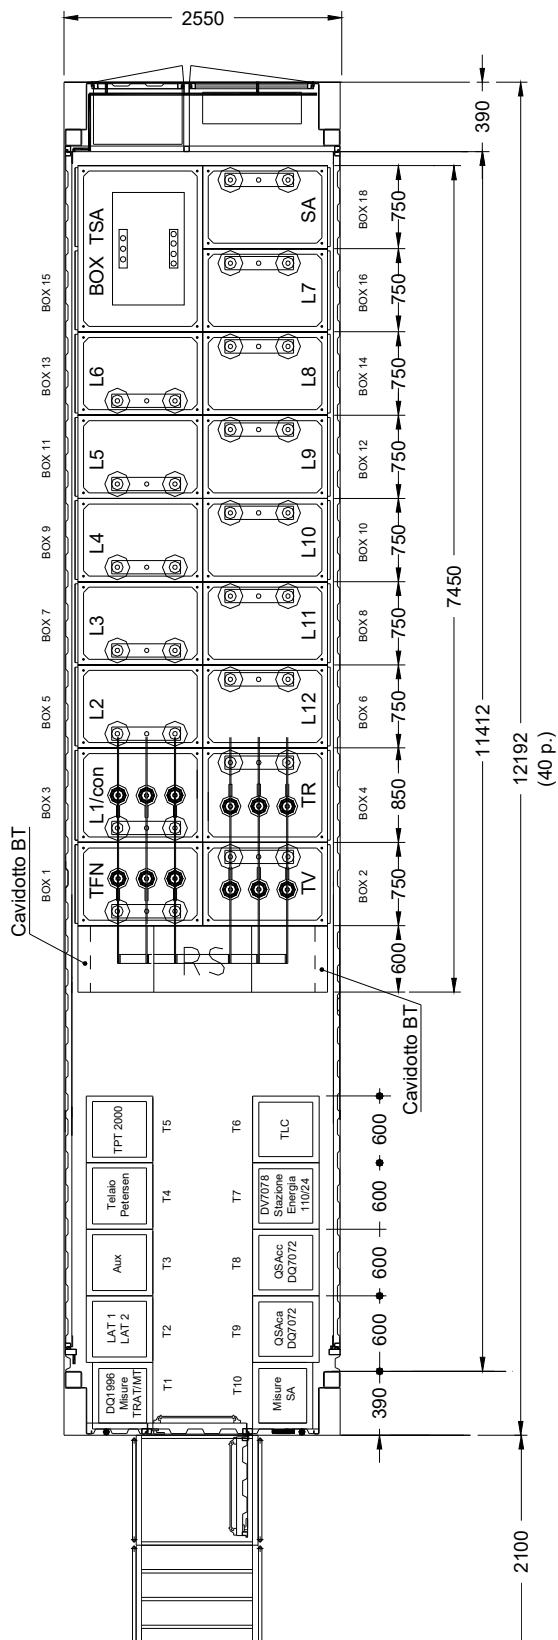 2550
390
BOX TSA
SA
BOX 18
750
BOX 15
L7
BOX 16
750
BOX 13
L6
L8
BOX 14
750
BOX 11
L5
L9
BOX 12
750
BOX 9
L4
L10
BOX 10
750
7450
BOX 7
L3
L11
BOX 8
750
BOX 5
L2
L12
BOX 6
750
11412
12192
(40 p.)
BOX 3
L1/con
TR
BOX 4
850
Cavidotto BT
BOX 1
TFN
TV
BOX 2
750
RS
600
Cavidotto BT
TPT 2000
T5
T6
TLC
600
Telaio
Petersen
T4
T7
DV7078
Stazione
Energia
110/24
600
Aux
T3
T8
QSAcc
DQ7072
600
LAT 1
LAT 2
T2
T9
QSAca
DQ7072
600
DQ1996
Misure
TRAT/MT
T1
T10
Misure
SA
390
2100